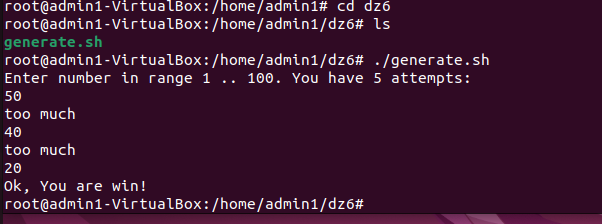 root@admin1-VirtualBox:/home/admin1# cd dz6
root@admin1-VirtualBox:/home/admin1/dz6# ls
generate.sh
root@admin1-VirtualBox:/home/admin1/dz6# ./generate.sh
Enter number in range 1 .. 100. You have 5 attempts:
50
too much
40
too much
20
Ok, You are win!
root@admin1-VirtualBox:/home/admin1/dz6#